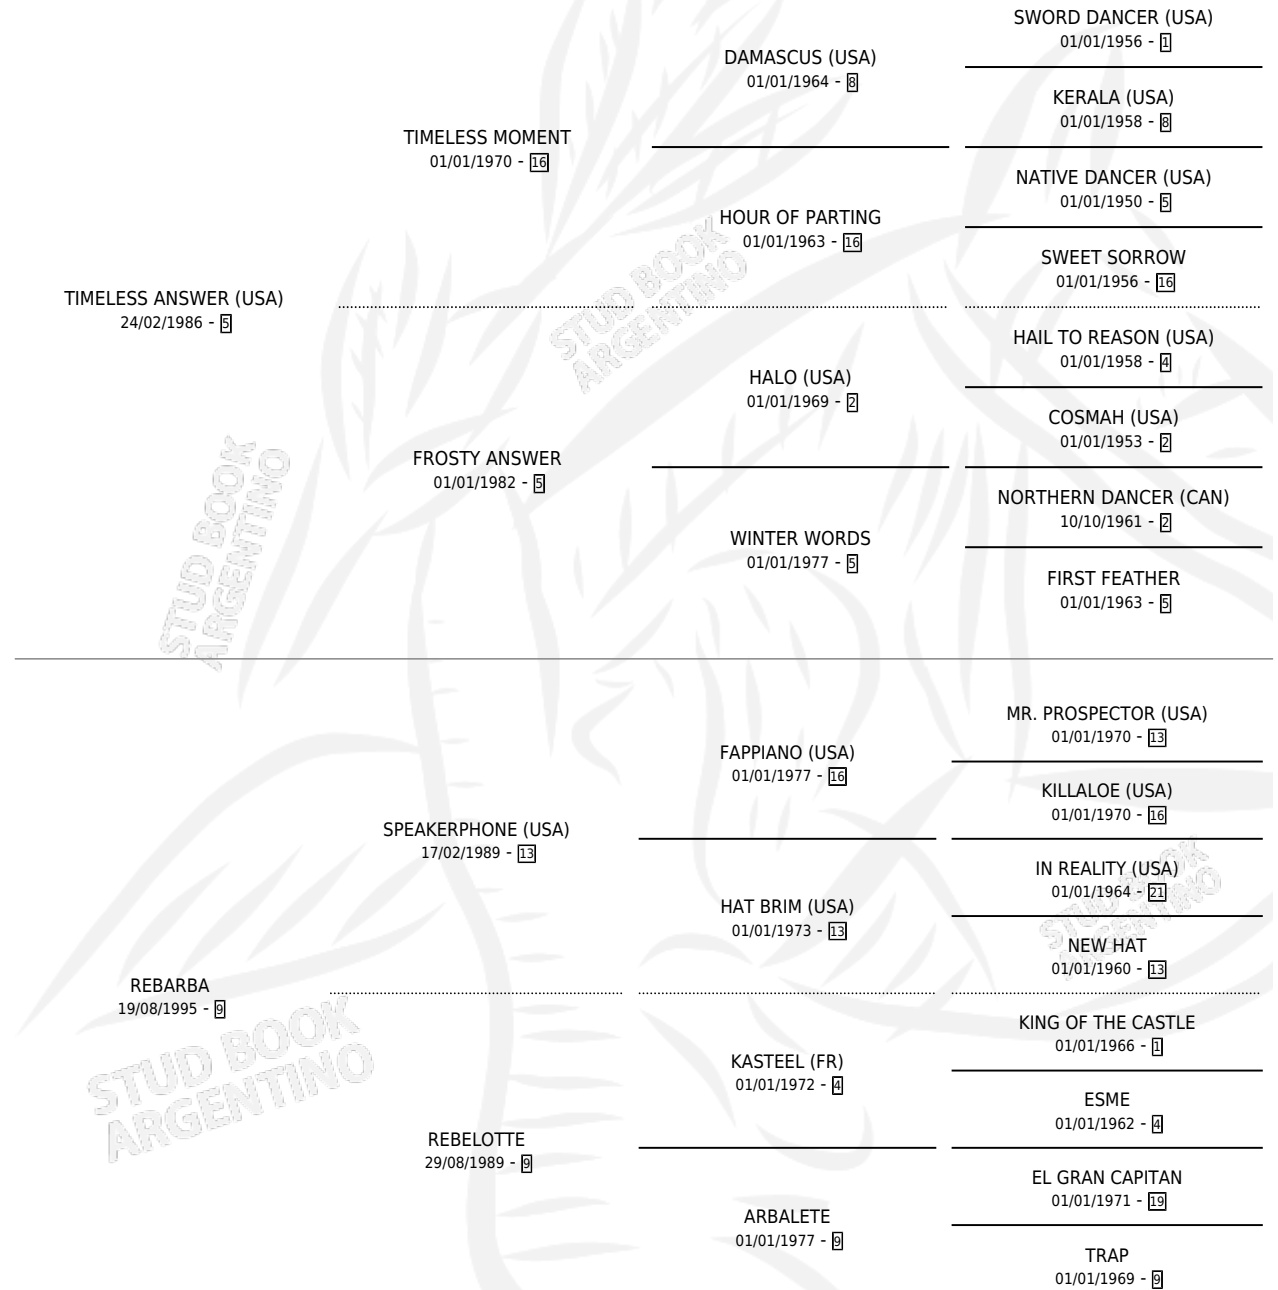 SWORD DANCER (USA)
01/01/1956 - 1
DAMASCUS (USA)
01/01/1964 - 8
KERALA (USA)
01/01/1958 - 8
TIMELESS MOMENT
01/01/1970 - 16
NATIVE DANCER (USA)
01/01/1950 - 5
HOUR OF PARTING
01/01/1963 - 16
SWEET SORROW
01/01/1956 - 16
TIMELESS ANSWER (USA)
24/02/1986 - 5
HAIL TO REASON (USA)
01/01/1958 - 4
HALO (USA)
01/01/1969 - 2
COSMAH (USA)
01/01/1953 - 2
FROSTY ANSWER
01/01/1982 - 5
NORTHERN DANCER (CAN)
10/10/1961 - 2
WINTER WORDS
01/01/1977 - 5
FIRST FEATHER
01/01/1963 - 5
MR. PROSPECTOR (USA)
01/01/1970 - 13
FAPPIANO (USA)
01/01/1977 - 16
KILLALOE (USA)
01/01/1970 - 16
SPEAKERPHONE (USA)
17/02/1989 - 13
IN REALITY (USA)
01/01/1964 - 21
HAT BRIM (USA)
01/01/1973 - 13
NEW HAT
01/01/1960 - 13
REBARBA
19/08/1995 - 9
KING OF THE CASTLE
01/01/1966 - 1
KASTEEL (FR)
01/01/1972 - 4
ESME
01/01/1962 - 4
REBELOTTE
29/08/1989 - 9
EL GRAN CAPITAN
01/01/1971 - 19
ARBALETE
01/01/1977 - 9
TRAP
01/01/1969 - 9
STUD BOOK
ARGENTINO
STUD BOOK
ARGENTINO
STUD BOOK
ARGENTINO
STUD BOOK
ARGENTINO